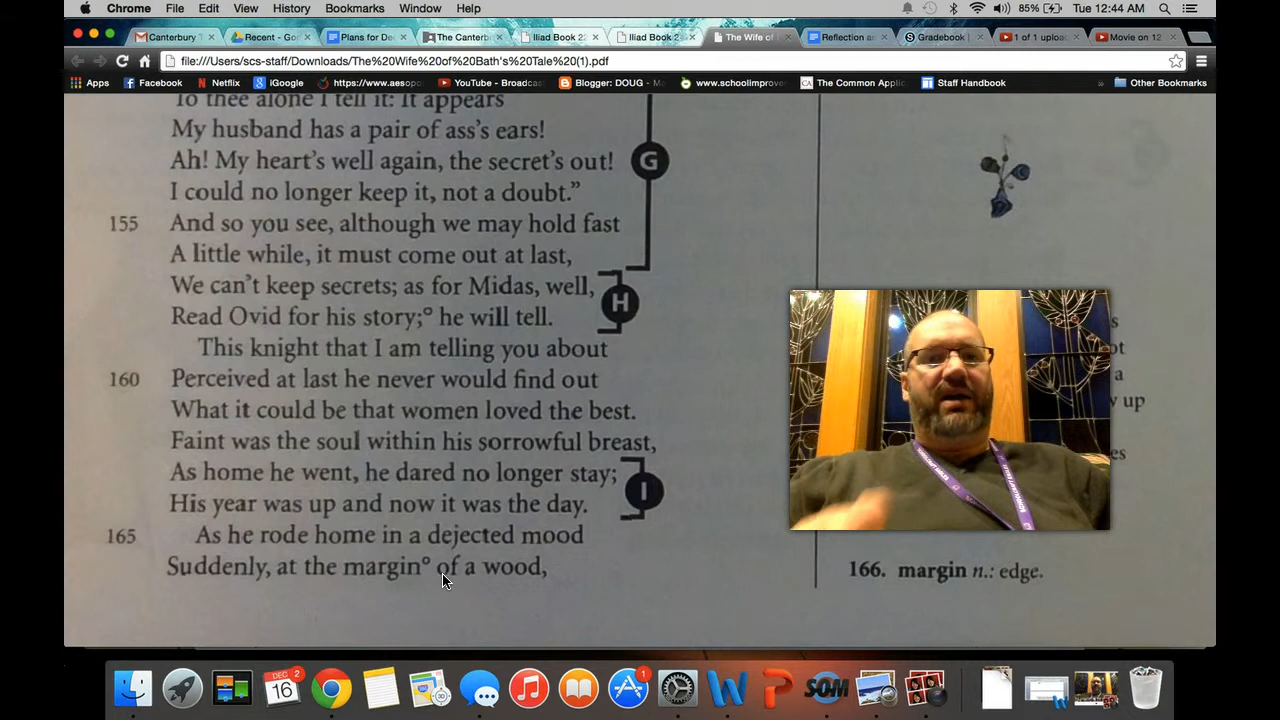 Chrome File Edit View History Bookmarks Window Help 85% Tue 12:44 AM
Canterbury T Recent - Go Plans for De The Canterb Iliad Book 22 Iliad Book 2 The Wife of Reflection as Gradebook 1 of 1 uploa Movie on 12
file:///Users/scs-staff/Downloads/The%20Wife%20of%20Bath's%20Tale%20(1).pdf
Apps Facebook Netflix iGoogle https://www.aesop YouTube - Broadcast Blogger: DOUG - M www.schoolimprove The Common Applic Staff Handbook » Other Bookmarks
To thee alone I tell it: It appears
My husband has a pair of ass's ears!
Ah! My heart's well again, the secret's out! G
I could no longer keep it, not a doubt."
155 And so you see, although we may hold fast
A little while, it must come out at last,
We can't keep secrets; as for Midas, well,
H
Read Ovid for his story;° he will tell.
This knight that I am telling you about
160 Perceived at last he never would find out
What it could be that women loved the best.
Faint was the soul within his sorrowful breast,
As home he went, he dared no longer stay;
I
His year was up and now it was the day.
165 As he rode home in a dejected mood
Suddenly, at the margin° of a wood,
166. margin n.: edge.
up
a
DEC
16
2
3D
1
W
P
SOM